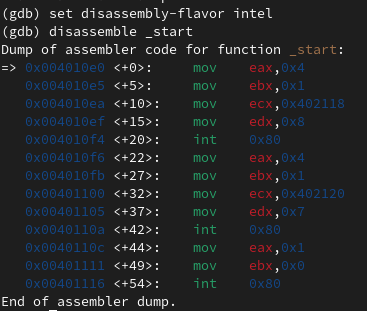 (gdb) set disassembly-flavor intel
(gdb) disassemble _start
Dump of assembler code for function _start:
=> 0x004010e0 <+0>: mov eax,0x4
0x004010e5 <+5>: mov ebx,0x1
0x004010ea <+10>: mov ecx,0x402118
0x004010ef <+15>: mov edx,0x8
0x004010f4 <+20>: int 0x80
0x004010f6 <+22>: mov eax,0x4
0x004010fb <+27>: mov ebx,0x1
0x00401100 <+32>: mov ecx,0x402120
0x00401105 <+37>: mov edx,0x7
0x0040110a <+42>: int 0x80
0x0040110c <+44>: mov eax,0x1
0x00401111 <+49>: mov ebx,0x0
0x00401116 <+54>: int 0x80
End of assembler dump.